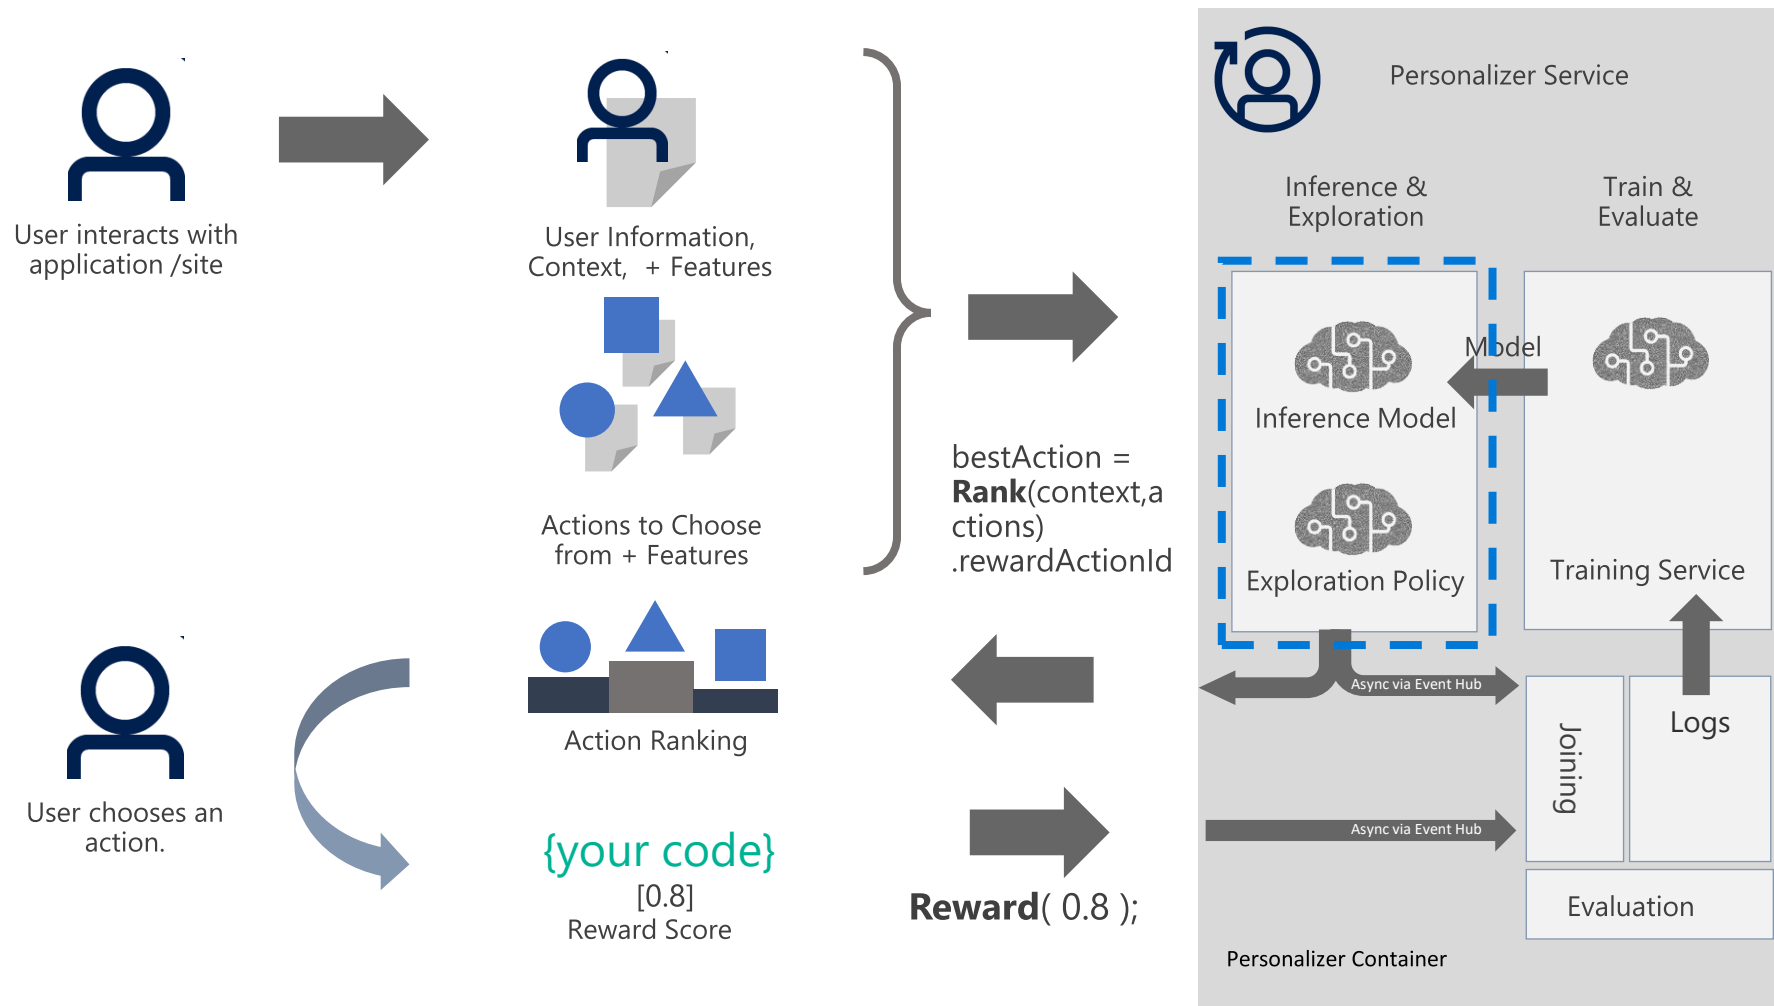 User interacts with
application /site
User Information,
Context,  + Features
Actions to Choose
from + Features
bestAction =
Rank(context,a
ctions)
.rewardActionId
Action Ranking
User chooses an
action.
{your code}
[0.8]
Reward Score
Reward( 0.8 );
Personalizer Service
Inference &
Exploration
Train &
Evaluate
Model
Inference Model
Exploration Policy
Training Service
Async via Event Hub
Joining
Logs
Async via Event Hub
Evaluation
Personalizer Container